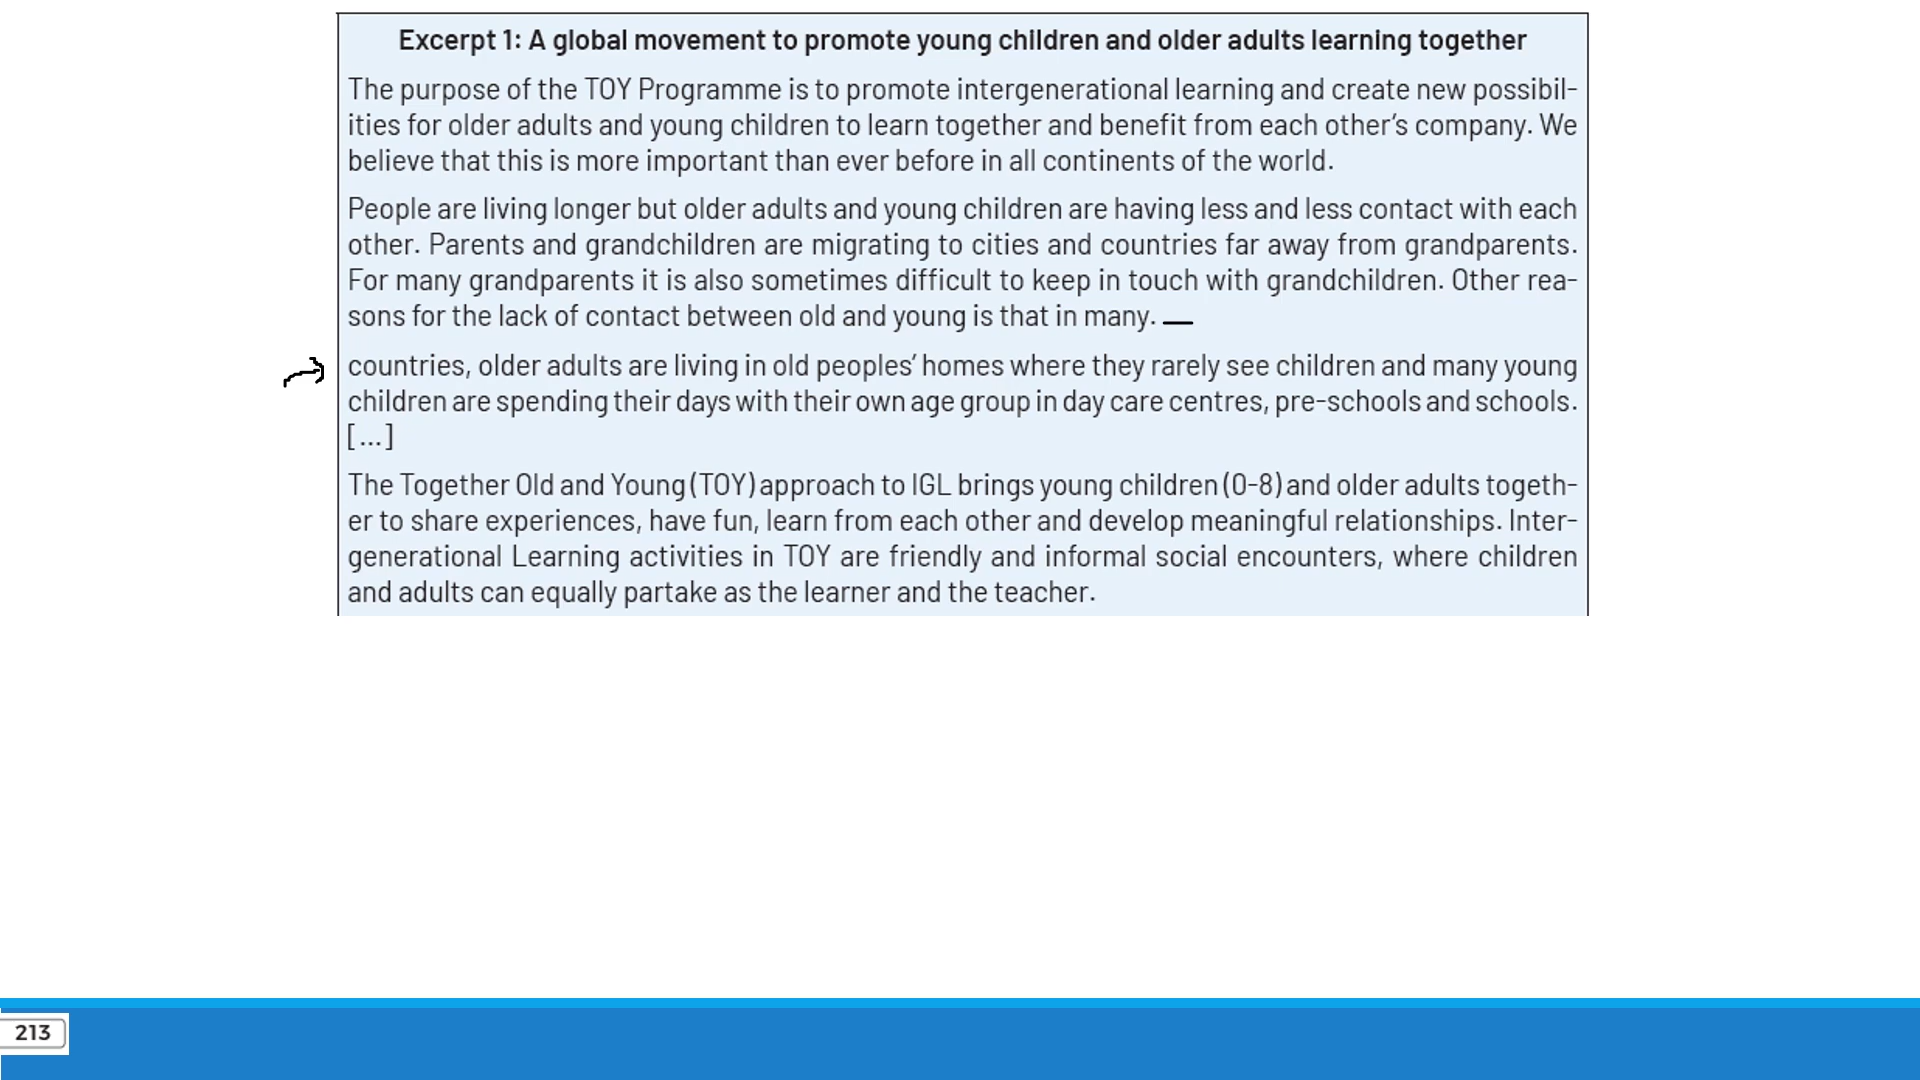 Excerpt 1: A global movement to promote young children and older adults learning together
The purpose of the TOY Programme is to promote intergenerational learning and create new possibil-
ities for older adults and young children to learn together and benefit from each other's company. We
believe that this is more important than ever before in all continents of the world.
People are living longer but older adults and young children are having less and less contact with each
other. Parents and grandchildren are migrating to cities and countries far away from grandparents.
For many grandparents it is also sometimes difficult to keep in touch with grandchildren. Other rea-
sons for the lack of contact between old and young is that in many.
countries, older adults are living in old peoples' homes where they rarely see children and many young
children are spending their days with their own age group in day care centres, pre-schools and schools.
[...]
The Together Old and Young (TOY) approach to IGL brings young children (0-8) and older adults togeth-
er to share experiences, have fun, learn from each other and develop meaningful relationships. Inter-
generational Learning activities in TOY are friendly and informal social encounters, where children
and adults can equally partake as the learner and the teacher.
213